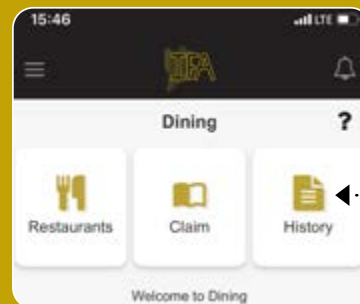 15:46 LTE
TFA
Dining ?
Restaurants Claim History
Welcome to Dining